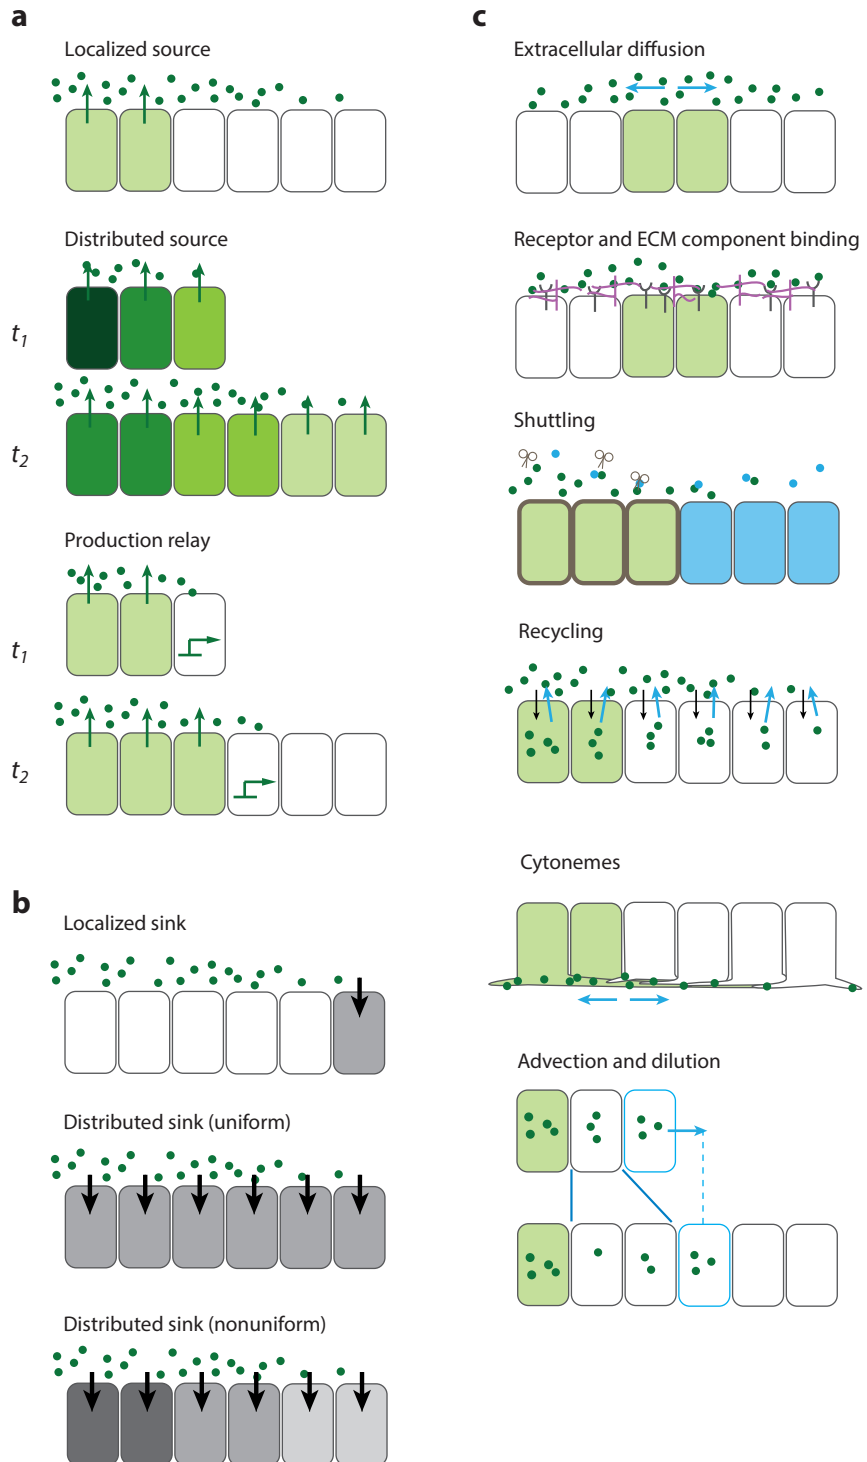 a
Localized source
Distributed source
t1
t2
Production relay
t1
t2
b
Localized sink
Distributed sink (uniform)
Distributed sink (nonuniform)
c
Extracellular diffusion
Receptor and ECM component binding
Shuttling
Recycling
Cytonemes
Advection and dilution